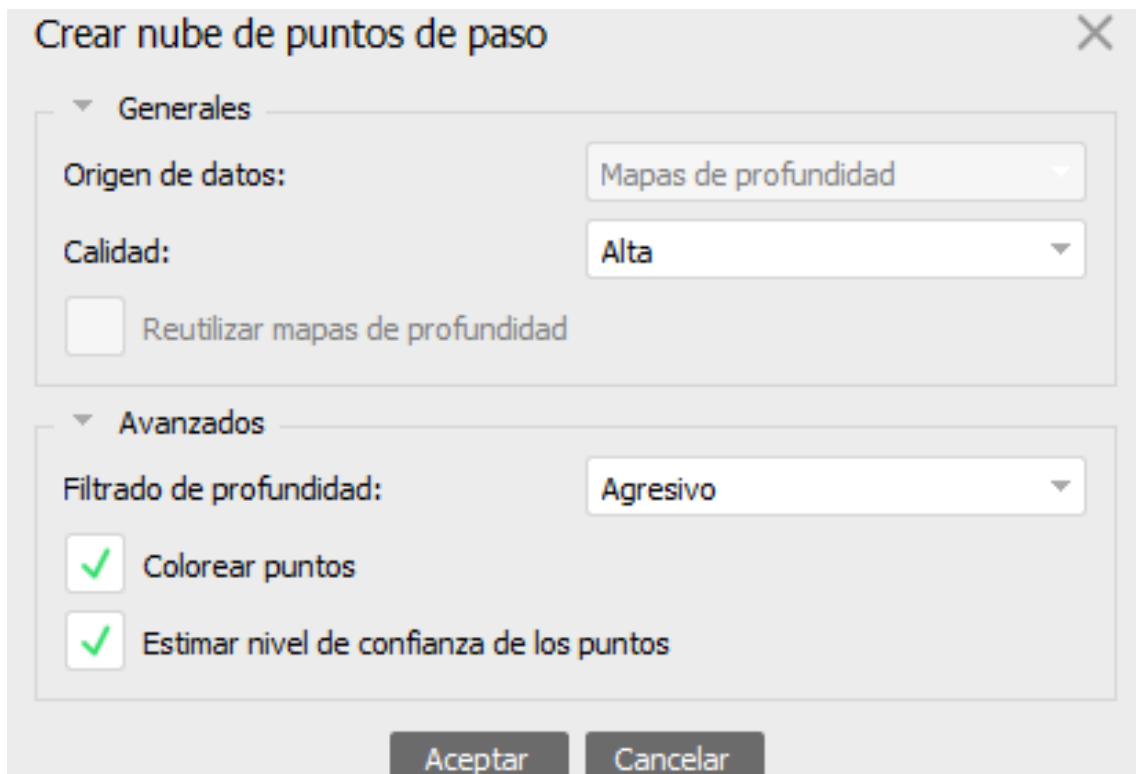 Crear nube de puntos de paso
Generales
Origen de datos: Mapas de profundidad
Calidad: Alta
Reutilizar mapas de profundidad
Avanzados
Filtrado de profundidad: Agresivo
Colorear puntos
Estimar nivel de confianza de los puntos
Aceptar Cancelar